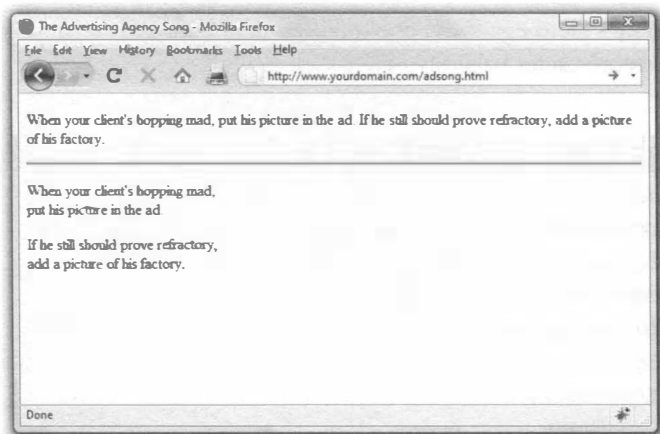 The Advertising Agency Song - Mozilla Firefox
File Edit View History Bookmarks Tools Help
http://www.yourdomain.com/adsong.html
When your client's hopping mad, put his picture in the ad. If he still should prove refractory, add a picture
of his factory.
When your client's hopping mad,
put his picture in the ad.
If he still should prove refractory,
add a picture of his factory.
Done